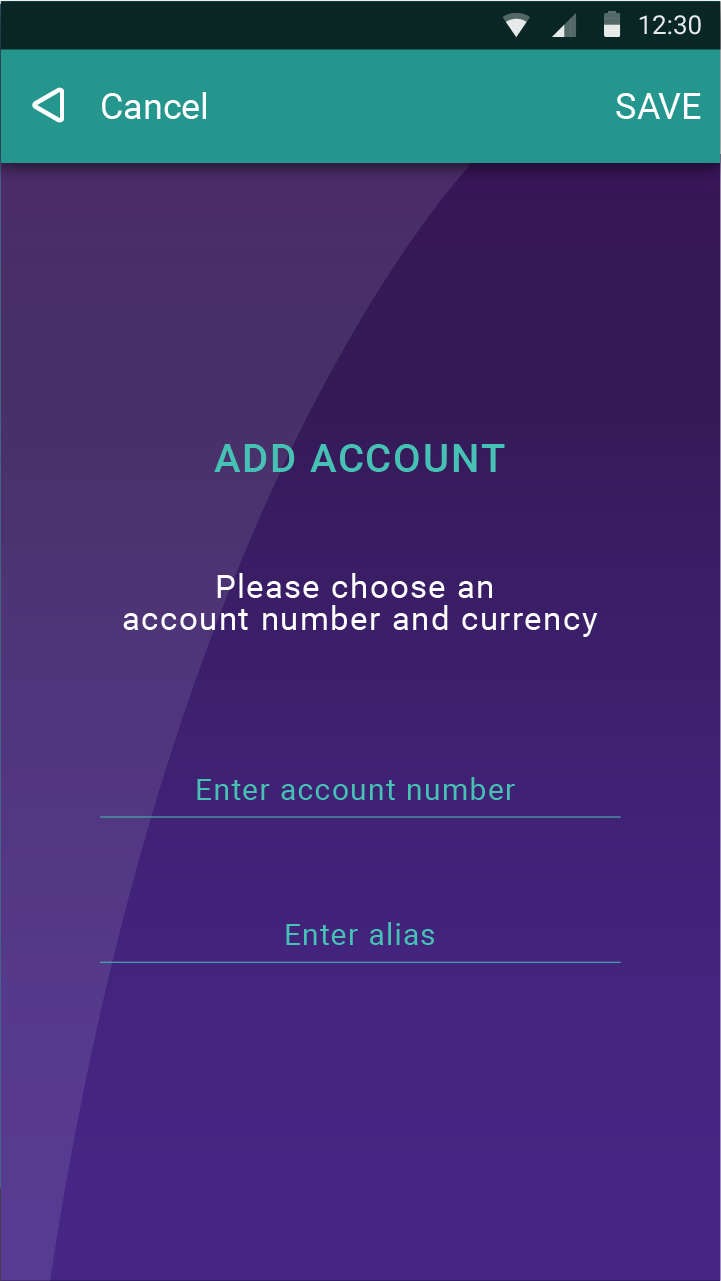 12:30
Cancel
SAVE
ADD ACCOUNT
Please choose an
account number and currency
Enter account number
Enter alias